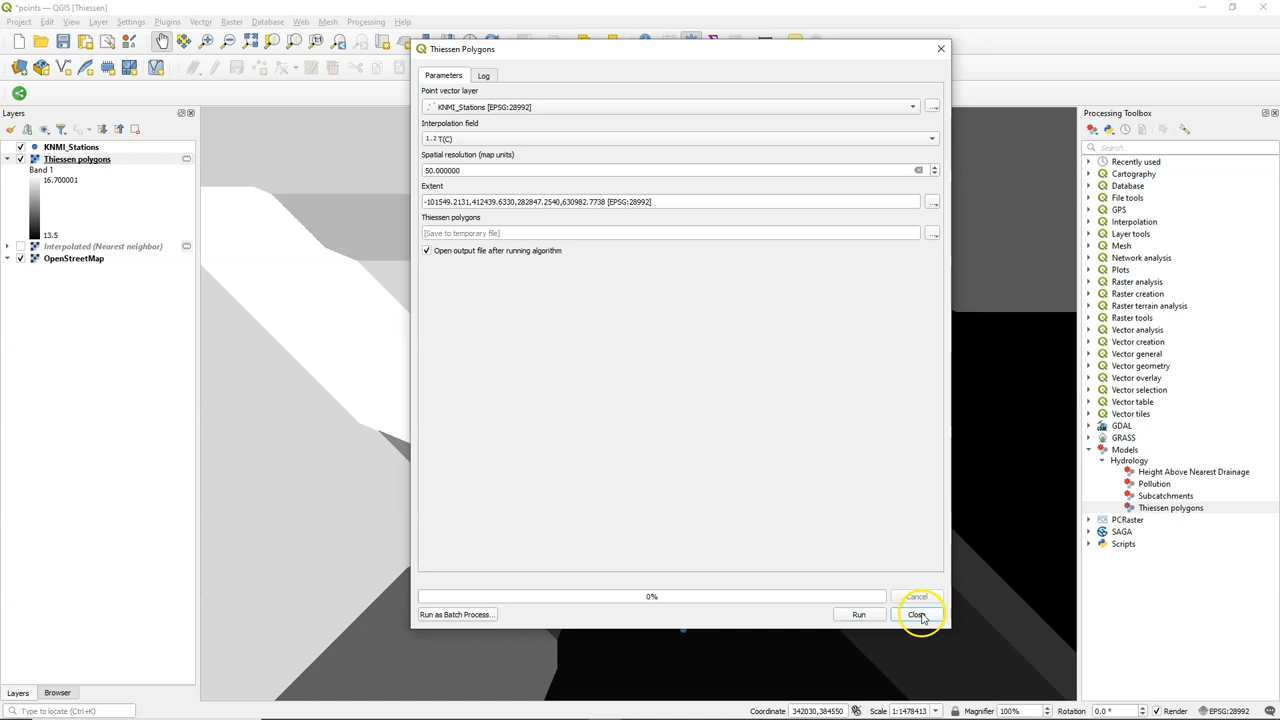 *points — QGIS [Thiessen]
Project Edit View Layer Settings Plugins Vector Raster Database Web Mesh Processing Help
Thiessen Polygons
Parameters Log
Point vector layer
KNMI_Stations [EPSG:28992]
Interpolation field
1.2 T(C)
Spatial resolution (map units)
50.000000
Extent
-101549.2131,412439.6330,282847.2540,630982.7738 [EPSG:28992]
Thiessen polygons
[Save to temporary file]
Open output file after running algorithm
0%
Cancel
Run as Batch Process...
Run
Close
Layers
KNMI_Stations
Thiessen polygons
Band 1
16.700001
13.5
Interpolated (Nearest neighbor)
OpenStreetMap
Layers Browser
Processing Toolbox
Search...
Recently used
Cartography
Database
File tools
GPS
Interpolation
Layer tools
Mesh
Network analysis
Plots
Raster analysis
Raster creation
Raster terrain analysis
Raster tools
Vector analysis
Vector creation
Vector general
Vector geometry
Vector overlay
Vector selection
Vector table
Vector tiles
GDAL
GRASS
Models
Hydrology
Height Above Nearest Drainage
Pollution
Subcatchments
Thiessen polygons
PCRaster
SAGA
Scripts
Type to locate (Ctrl+K)
Coordinate 342030,384550 Scale 1:1478413 Magnifier 100% Rotation 0.0 ° Render EPSG:28992